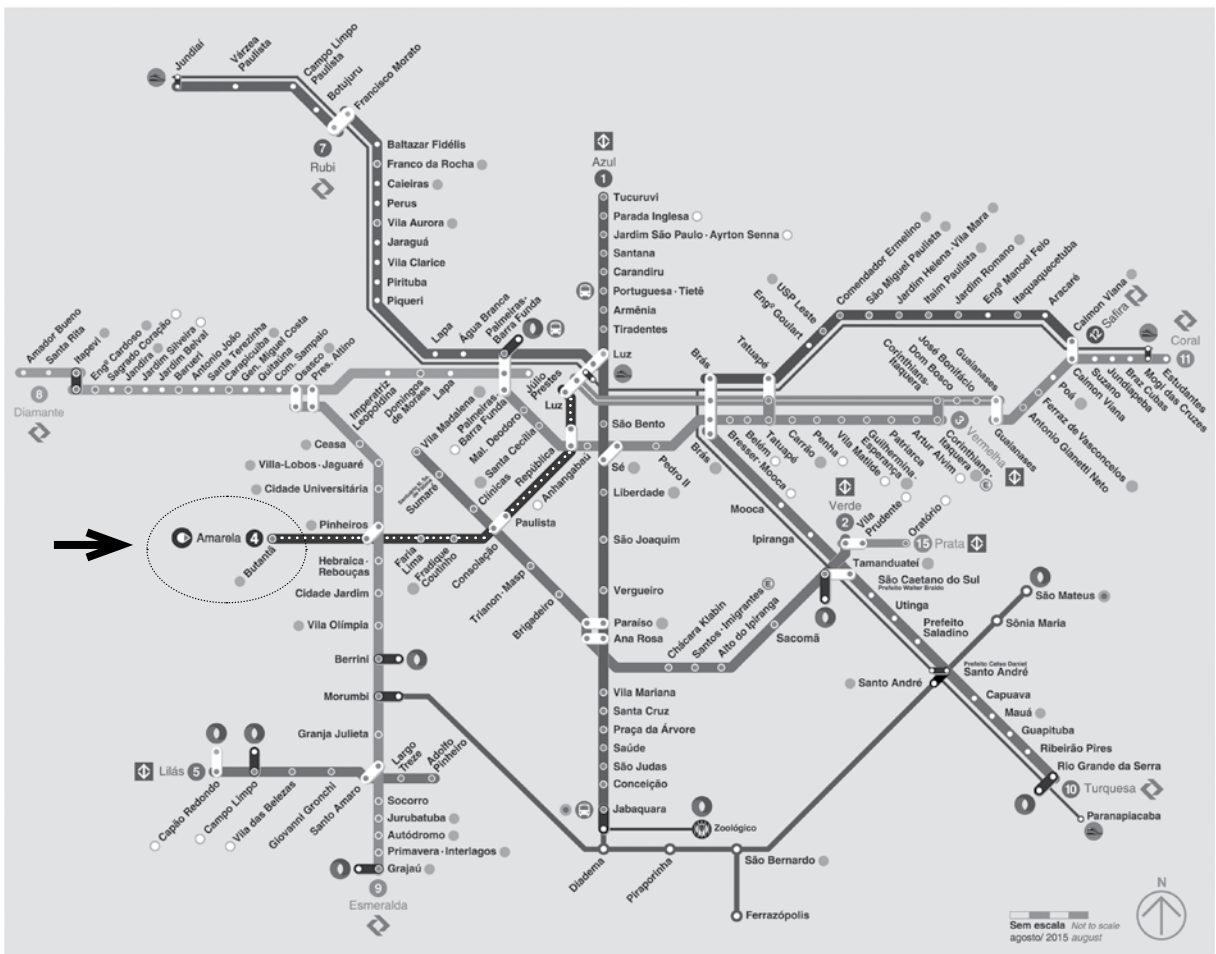 Jundiaí
Várzea
Paulista
Campo Limpo
Paulista
Botujuru
Francisco Morato
7
Rubi
Baltazar Fidélis
Franco da Rocha
Caieiras
Perus
Vila Aurora
Jaraguá
Vila Clarice
Pirituba
Piqueri
Lapa
Água Branca
Palmeiras-
Barra Funda
Azul
1
Tucuruvi
Parada Inglesa
Jardim São Paulo - Ayrton Senna
Santana
Carandiru
Portuguesa - Tietê
Armênia
Tiradentes
Luz
São Bento
Sé
Liberdade
São Joaquim
Vergueiro
Paraíso
Ana Rosa
Vila Mariana
Santa Cruz
Praça da Árvore
Saúde
São Judas
Conceição
Jabaquara
Zoológico
Brás
Tatuapé
Engº Goulart
USP Leste
Comendador Ermelino
São Miguel Paulista
Jardim Helena - Vila Mara
Itaim Paulista
Jardim Romano
Engº Manoel Feio
Itaquaquecetuba
Aracaré
Calmon Viana
Safira
Coral
11
Estudantes
Mogi das Cruzes
Braz Cubas
Jundiapeba
Suzano
Calmon Viana
Poá
Ferraz de Vasconcelos
Antonio Gianetti Neto
Guaianases
Corinthians-
Itaquera
Dom Bosco
José Bonifácio
Guaianases
Amador Bueno
Santa Rita
Itapevi
Engº Cardoso
Sagrado Coração
Jandira
Jardim Silveira
Jardim Belval
Barueri
Antonio João
Santa Terezinha
Carapicuíba
Gen. Miguel Costa
Quitaúna
Com. Sampaio
Osasco
Pres. Altino
8
Diamante
Imperatriz
Leopoldina
Domingos
de Moraes
Lapa
Palmeiras-
Barra Funda
Júlio
Prestes
Luz
Vila Madalena
Sumaré
Clínicas
Mal. Deodoro
Santa Cecília
República
Anhangabaú
Pedro II
Brás
Bresser - Mooca
Belém
Tatuapé
Carrão
Penha
Vila Matilde
Guilhermina-
Esperança
Patriarca
Artur Alvim
Corinthians-
Itaquera
E
Vermelha
3
Ceasa
Villa-Lobos - Jaguaré
Cidade Universitária
Pinheiros
Hebraica-
Rebouças
Cidade Jardim
Vila Olímpia
Berrini
Morumbi
Granja Julieta
Socorro
Jurubatuba
Autódromo
Primavera - Interlagos
Grajaú
9
Esmeralda
Amarela
4
Butantã
Faria
Lima
Fradique
Coutinho
Paulista
Consolação
Trianon - Masp
Brigadeiro
Chácara Klabin
Santos - Imigrantes
E
Alto do Ipiranga
Sacomã
Verde
2
Vila
Prudente
Oratório
15
Prata
Mooca
Ipiranga
Tamanduateí
São Caetano do Sul
Prefeito Walter Braido
Utinga
Prefeito
Saladino
Prefeito Celso Daniel
Santo André
Capuava
Mauá
Guapituba
Ribeirão Pires
Rio Grande da Serra
10
Turquesa
Paranapiacaba
São Mateus
Sônia Maria
Santo André
Lilás
5
Capão Redondo
Campo Limpo
Vila das Belezas
Giovanni Gronchi
Santo Amaro
Largo
Treze
Adolfo
Pinheiro
Diadema
Piraporinha
São Bernardo
Ferrazópolis
N
Sem escala Not to scale
agosto/ 2015 august